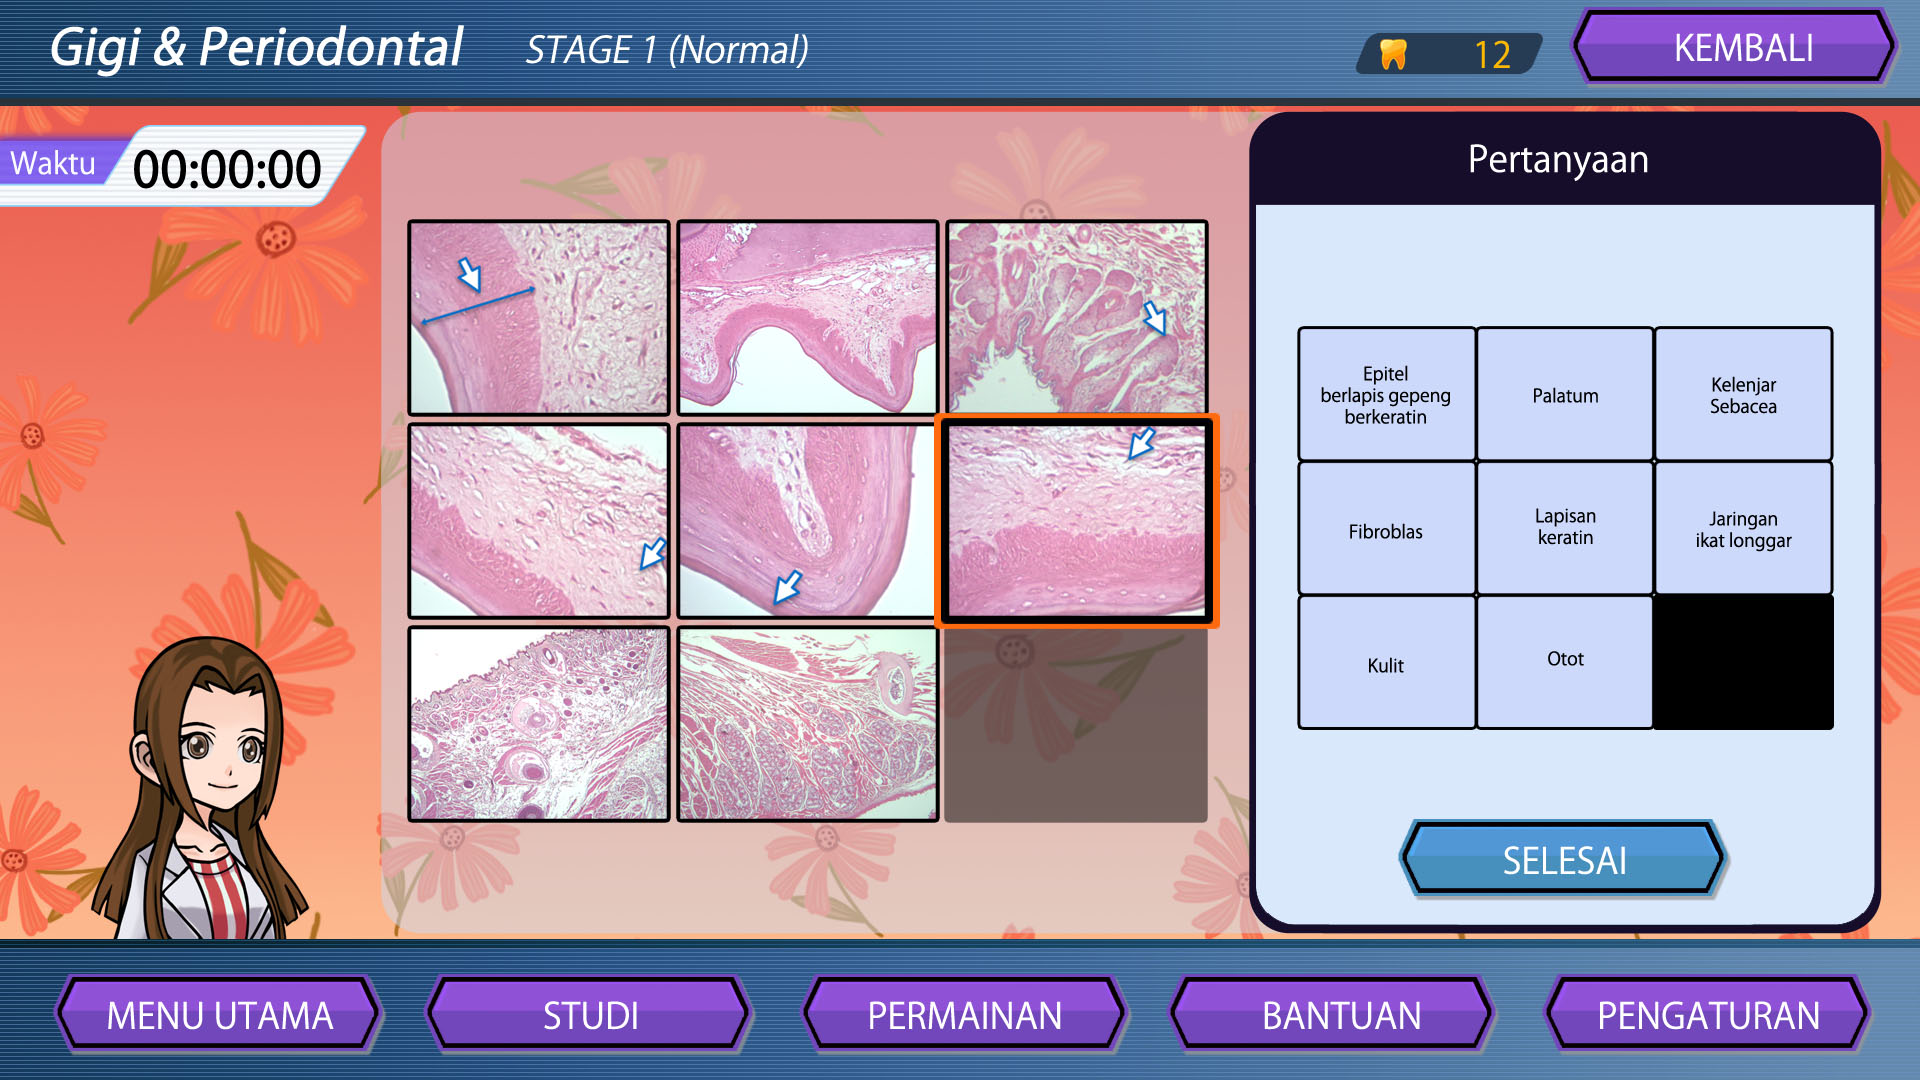 Gigi & Periodontal
STAGE 1 (Normal)
12
KEMBALI
Waktu
00:00:00
Pertanyaan
Epitel
berlapis gepeng
berkeratin
Palatum
Kelenjar
Sebacea
Fibroblas
Lapisan
keratin
Jaringan
ikat longgar
Kulit
Otot
SELESAI
MENU UTAMA
STUDI
PERMAINAN
BANTUAN
PENGATURAN